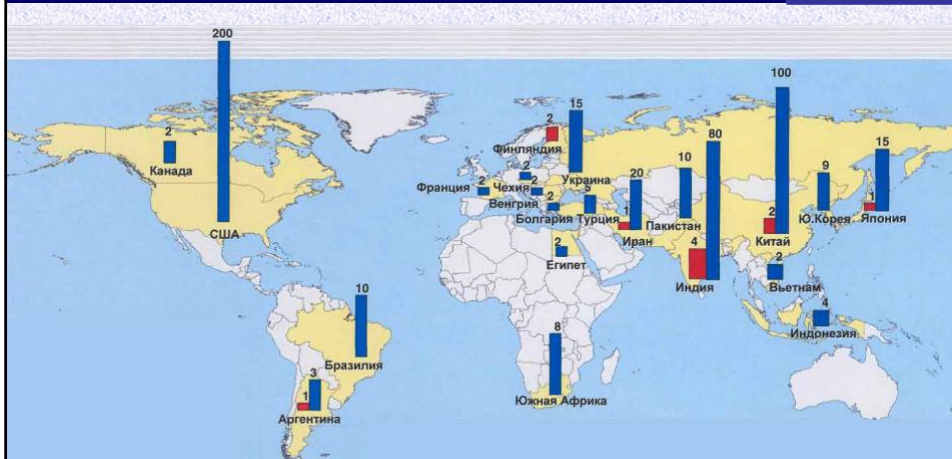 200
100
15
2
80
2
Финляндия
15
Канада
2
10
9
Украина
20
Франция
2
Чехия
2
5
Венгрия
2
1
1
Болгария
Турция
Пакистан
2
Ю.Корея
Япония
США
Иран
4
Китай
2
Египет
2
Индия
Вьетнам
10
4
8
Индонезия
Бразилия
3
1
Южная Африка
Аргентина